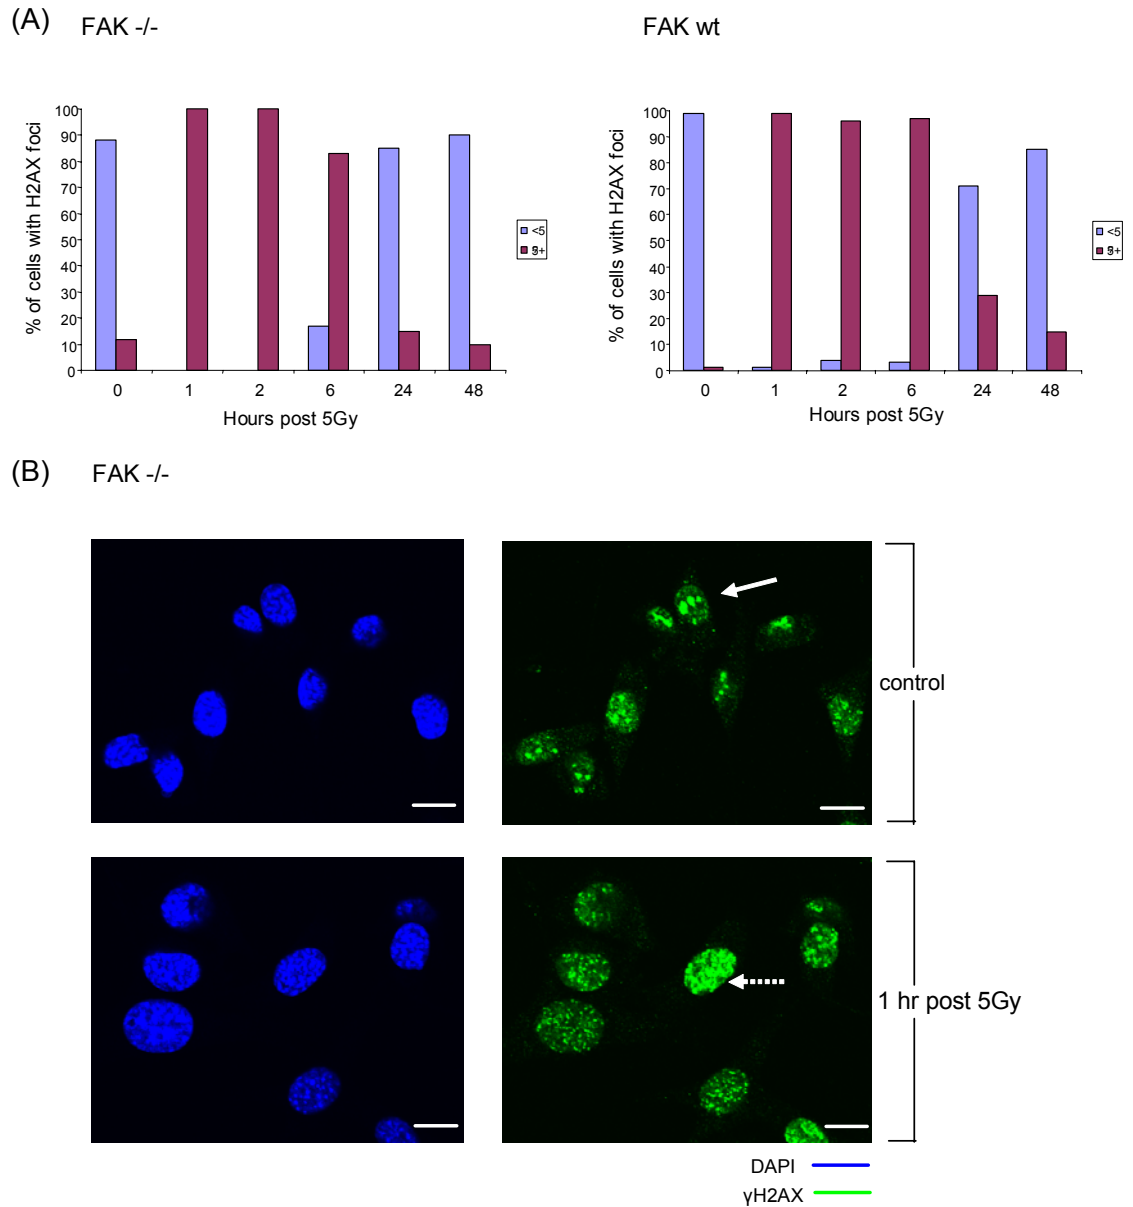 (A)
FAK -/-
FAK wt
% of cells with H2AX foci
100
90
80
70
60
50
40
30
20
10
0
0 1 2 6 24 48
Hours post 5Gy
<5
% of cells with H2AX foci
100
90
80
70
60
50
40
30
20
10
0
0 1 2 6 24 48
Hours post 5Gy
<5
(B)
FAK -/-
control
1 hr post 5Gy
DAPI
γH2AX